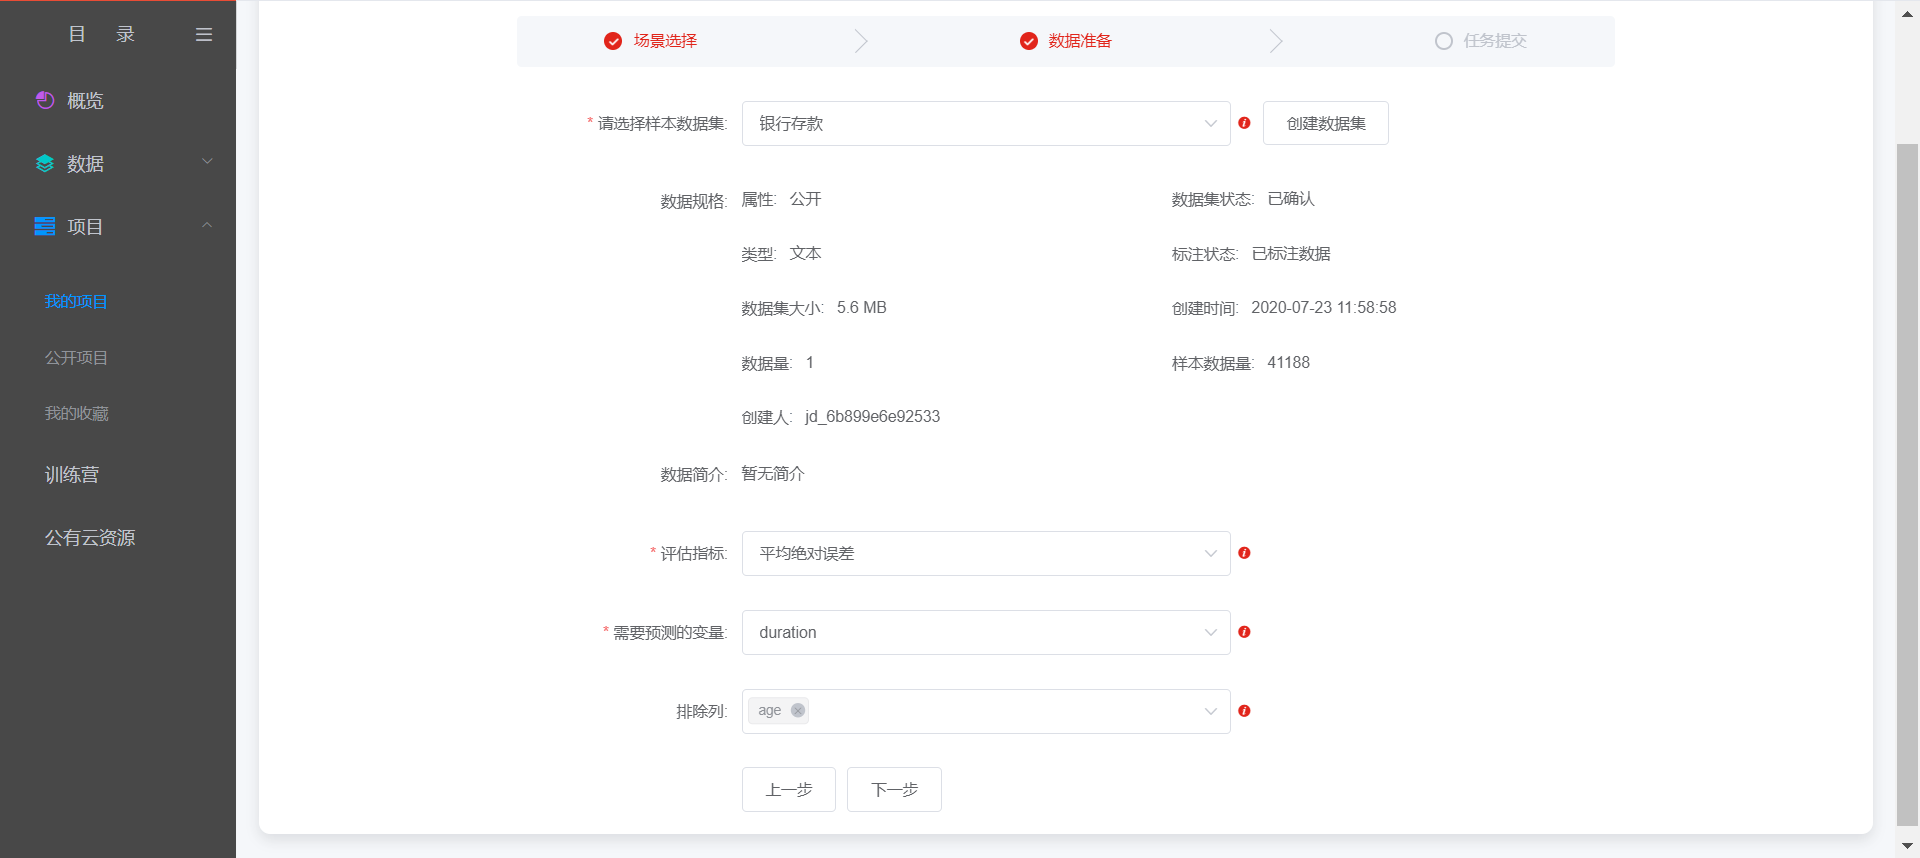 目 录
概览
数据
项目
我的项目
公开项目
我的收藏
训练营
公有云资源
场景选择
数据准备
任务提交
* 请选择样本数据集: 银行存款 创建数据集
数据规格: 属性: 公开 数据集状态: 已确认
类型: 文本 标注状态: 已标注数据
数据集大小: 5.6 MB 创建时间: 2020-07-23 11:58:58
数据量: 1 样本数据量: 41188
创建人: jd_6b899e6e92533
数据简介: 暂无简介
* 评估指标: 平均绝对误差
* 需要预测的变量: duration
排除列: age
上一步 下一步